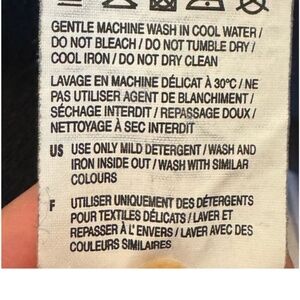 GENTLE MACHINE WASH IN COOL WATER /
DO NOT BLEACH / DO NOT TUMBLE DRY /
COOL IRON / DO NOT DRY CLEAN
LAVAGE EN MACHINE DÉLICAT À 30°C / NE
PAS UTILISER AGENT DE BLANCHIMENT /
SÉCHAGE INTERDIT / REPASSAGE DOUX /
NETTOYAGE À SEC INTERDIT
US USE ONLY MILD DETERGENT / WASH AND
IRON INSIDE OUT / WASH WITH SIMILAR
COLOURS
F UTILISER UNIQUEMENT DES DÉTERGENTS
POUR TEXTILES DÉLICATS / LAVER ET
REPASSER À L'ENVERS / LAVER AVEC DES
COULEURS SIMILAIRES